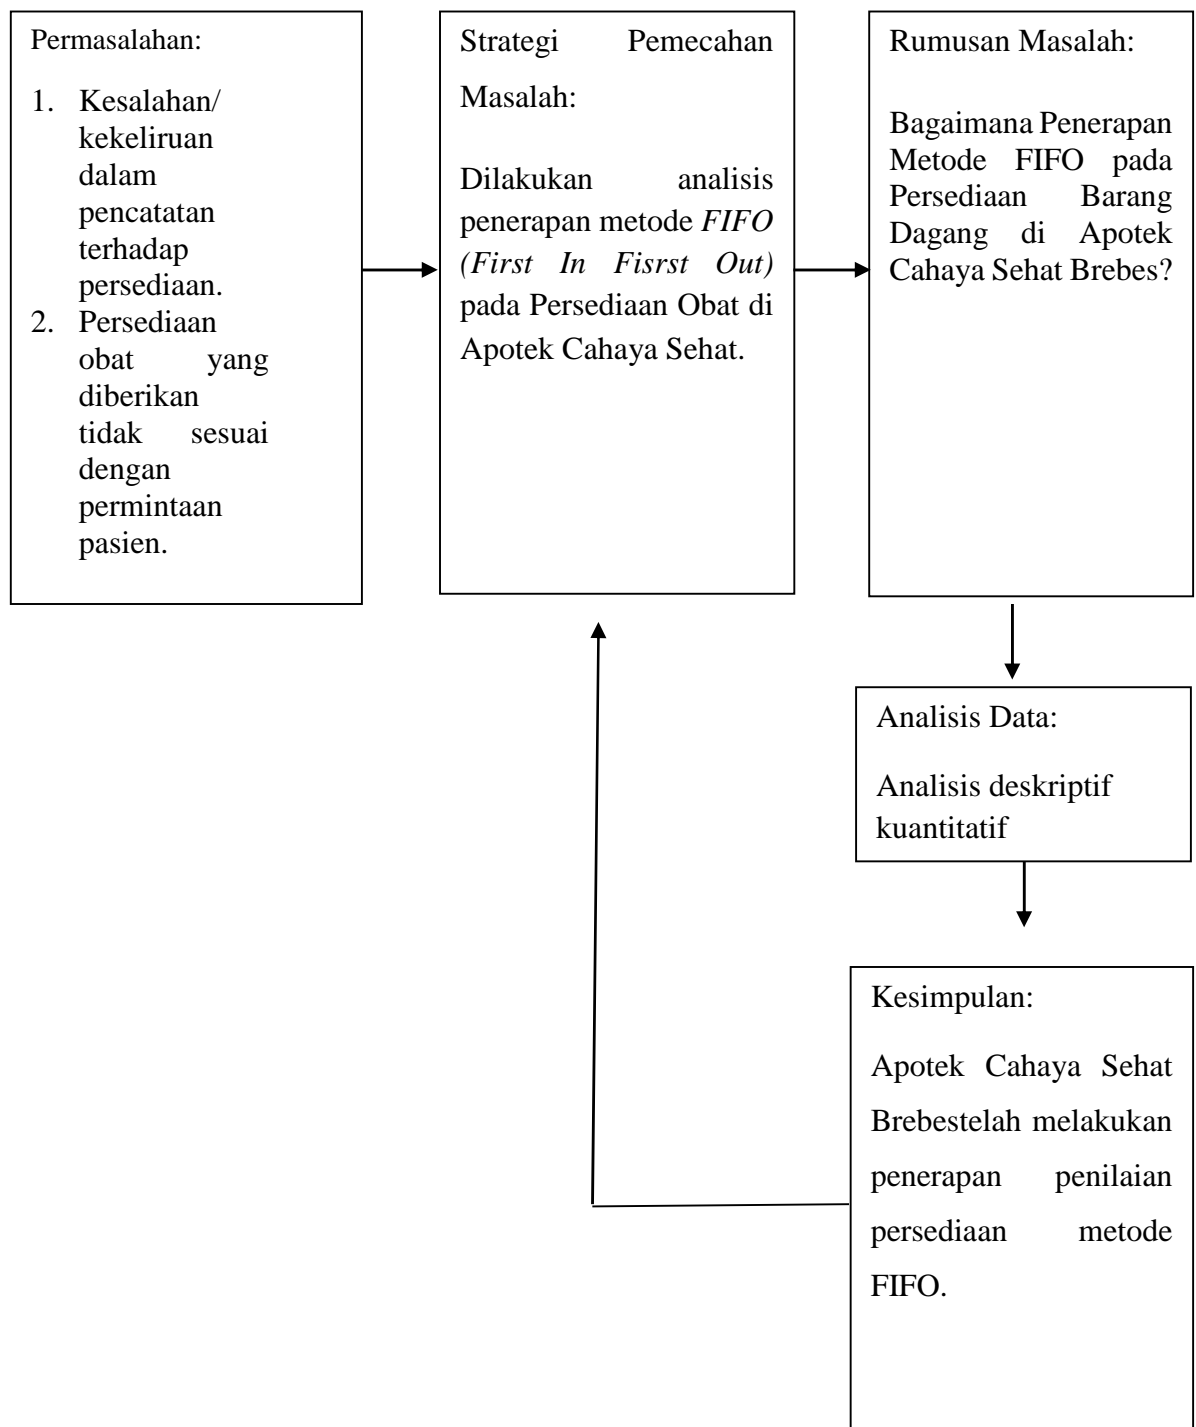 Permasalahan:
1. Kesalahan/
kekeliruan
dalam
pencatatan
terhadap
persediaan.
2. Persediaan
obat yang
diberikan
tidak sesuai
dengan
permintaan
pasien.
Strategi Pemecahan
Masalah:
Dilakukan analisis
penerapan metode FIFO
(First In Fisrst Out)
pada Persediaan Obat di
Apotek Cahaya Sehat.
Rumusan Masalah:
Bagaimana Penerapan
Metode FIFO pada
Persediaan Barang
Dagang di Apotek
Cahaya Sehat Brebes?
Analisis Data:
Analisis deskriptif
kuantitatif
Kesimpulan:
Apotek Cahaya Sehat
Brebestelah melakukan
penerapan penilaian
persediaan metode
FIFO.